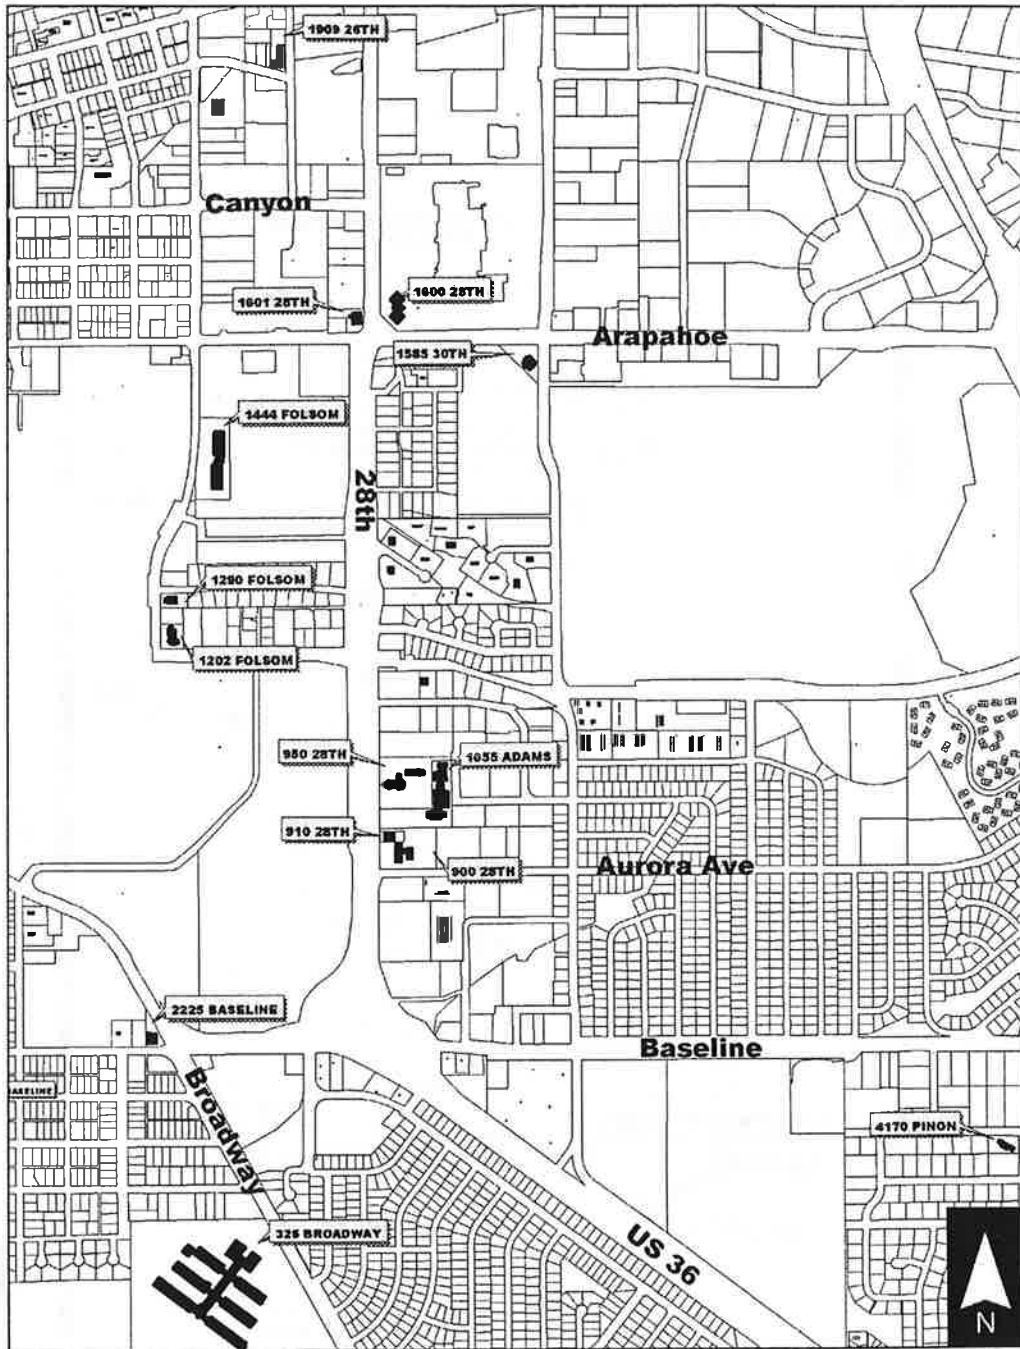 1909 26TH
Canyon
1601 28TH
1600 28TH
Arapahoe
1585 30TH
1444 FOLSOM
28th
1290 FOLSOM
1202 FOLSOM
950 28TH
1055 ADAMS
910 28TH
900 28TH
Aurora Ave
2225 BASELINE
Baseline
BASELINE
Broadway
4170 PINON
325 BROADWAY
US 36
N